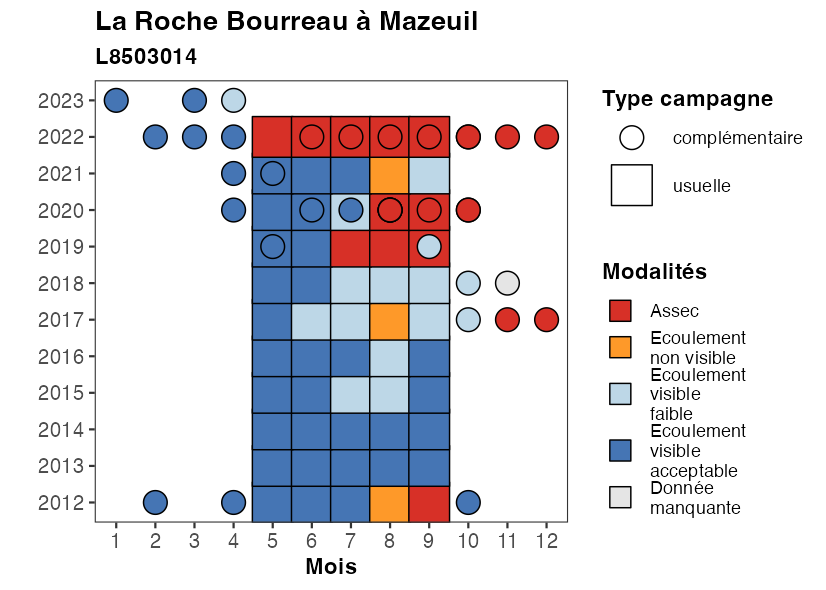 La Roche Bourreau à Mazeuil
L8503014
2023
2022
2021
2020
2019
2018
2017
2016
2015
2014
2013
2012
1 2 3 4 5 6 7 8 9 10 11 12
Mois
Type campagne
complémentaire
usuelle
Modalités
Assec
Ecoulement
non visible
Ecoulement
visible
faible
Ecoulement
visible
acceptable
Donnée
manquante